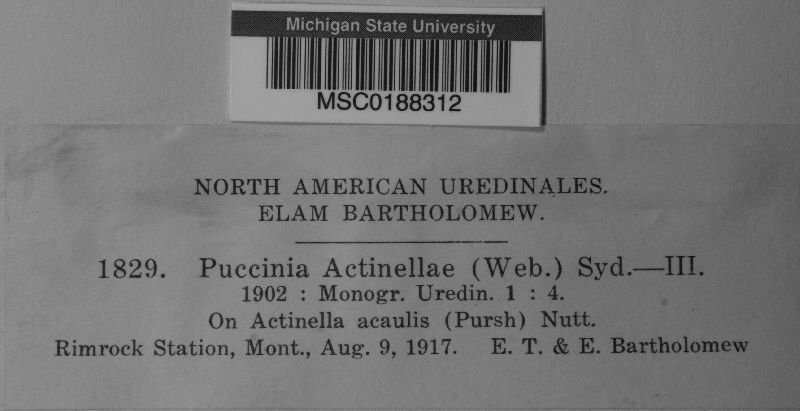 Michigan State University
MSC0188312
NORTH AMERICAN UREDINALES.
ELAM BARTHOLOMEW.
1829. Puccinia Actinellae (Web.) Syd.—III.
1902 : Monogr. Uredin. 1 : 4.
On Actinella acaulis (Pursh) Nutt.
Rimrock Station, Mont., Aug. 9, 1917. E. T. & E. Bartholomew